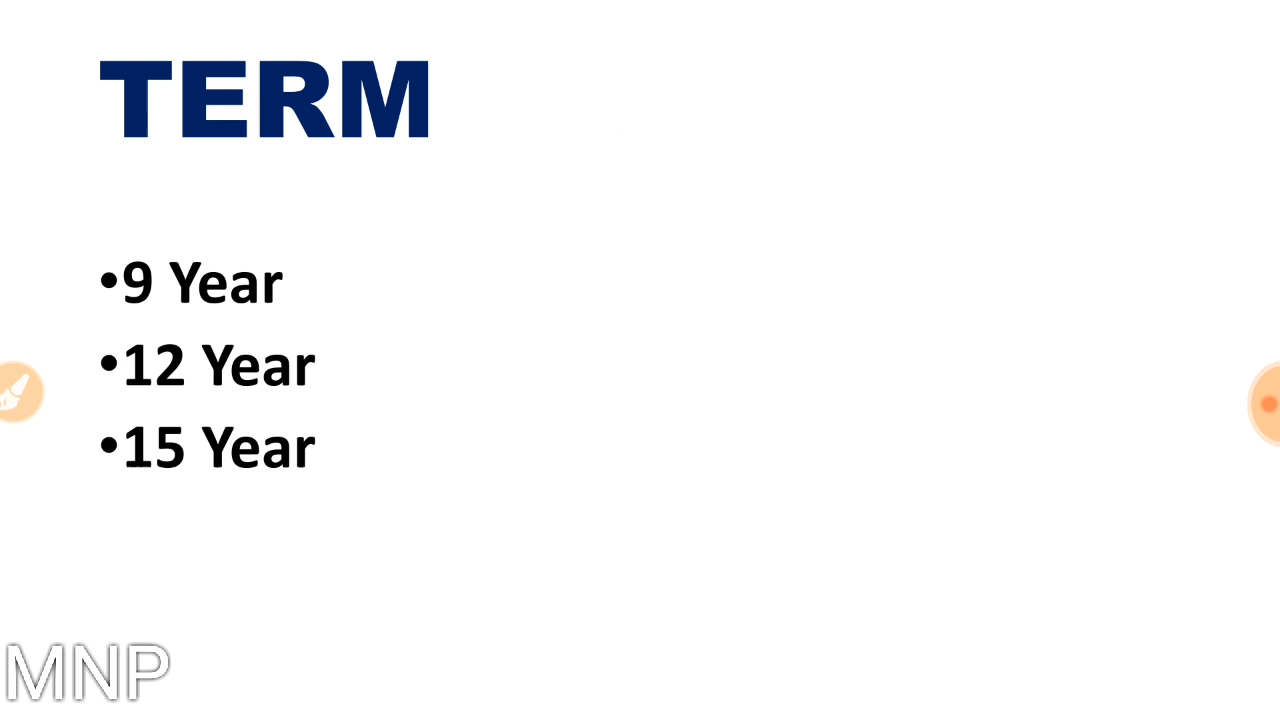 TERM
•9 Year
•12 Year
•15 Year
MNP